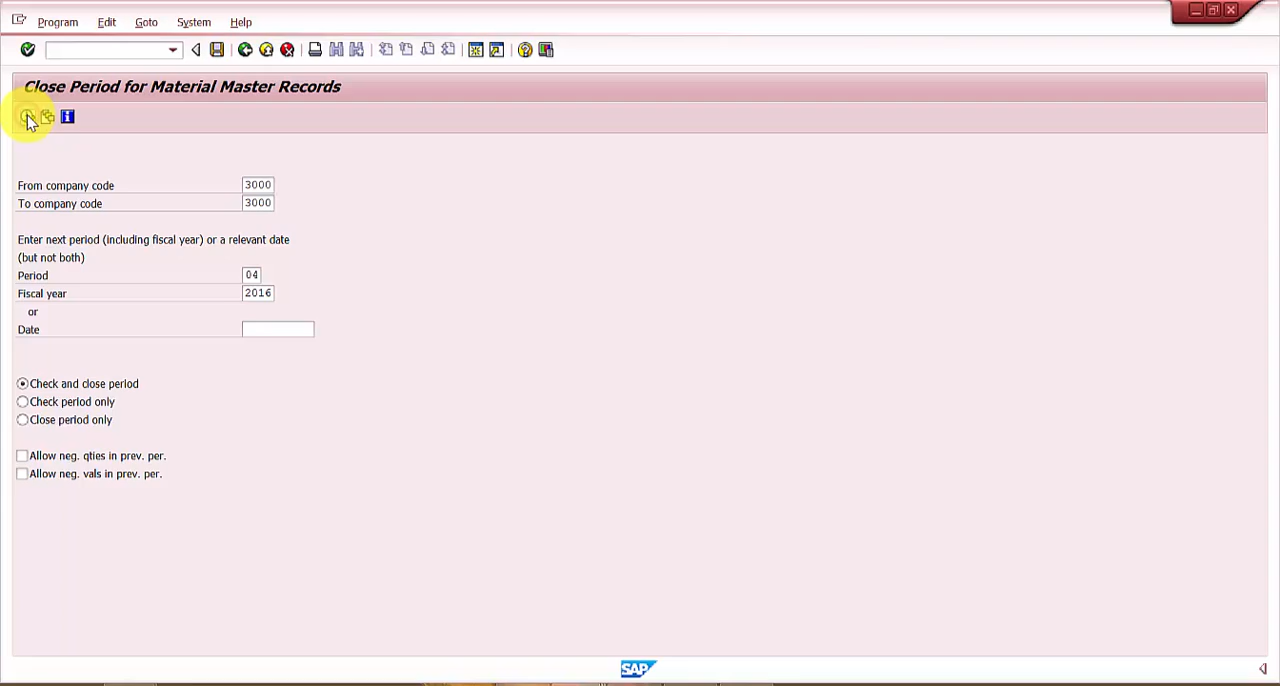 Program Edit Goto System Help
Close Period for Material Master Records
From company code 3000
To company code 3000
Enter next period (including fiscal year) or a relevant date
(but not both)
Period 04
Fiscal year 2016
or
Date
Check and close period
Check period only
Close period only
Allow neg. qties in prev. per.
Allow neg. vals in prev. per.
SAP